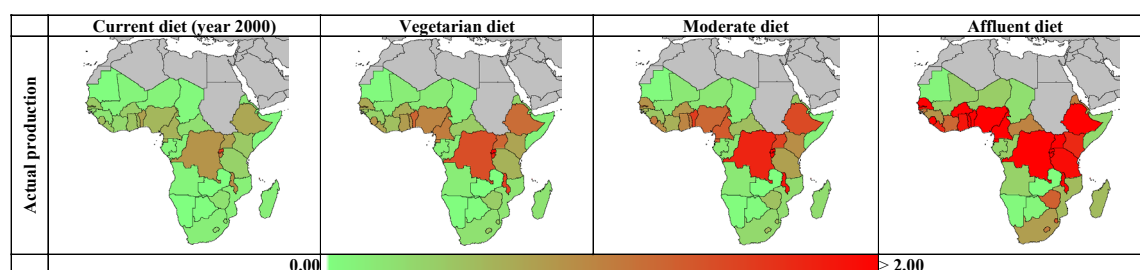 Current diet (year 2000) Vegetarian diet Moderate diet Affluent diet
Actual production
0.00 > 2.00